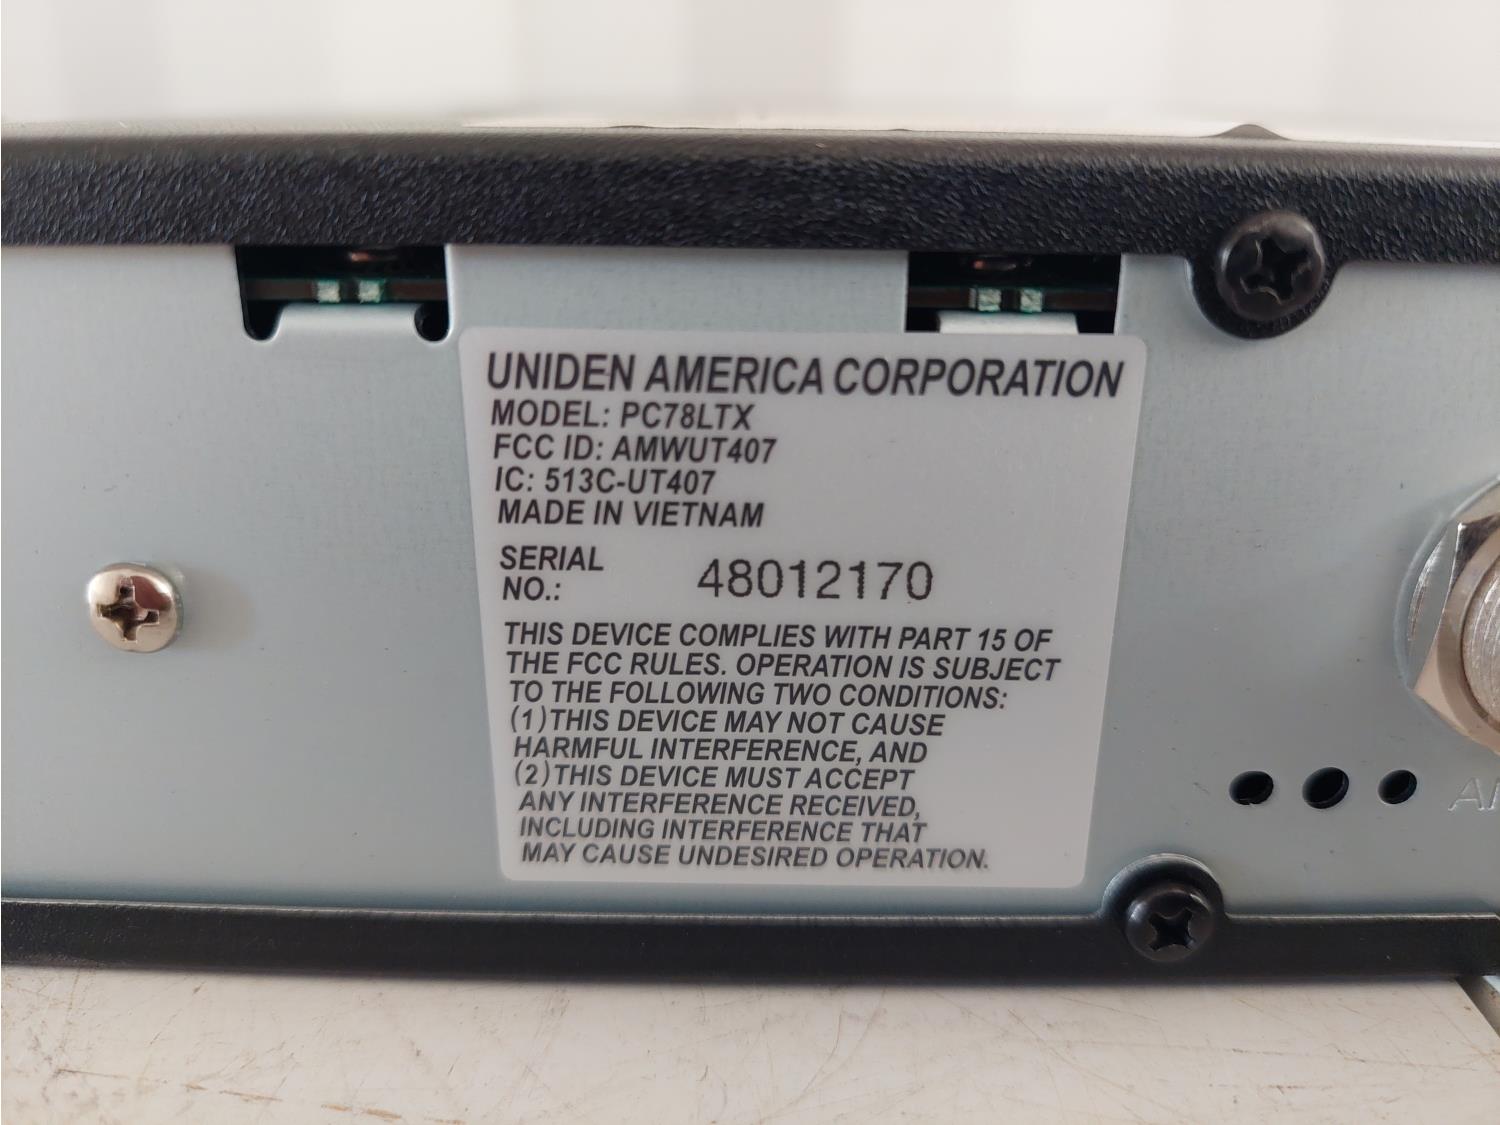 UNIDEN AMERICA CORPORATION
MODEL: PC78LTX
FCC ID: AMWUT407
IC: 513C-UT407
MADE IN VIETNAM
SERIAL
NO.: 48012170
THIS DEVICE COMPLIES WITH PART 15 OF
THE FCC RULES. OPERATION IS SUBJECT
TO THE FOLLOWING TWO CONDITIONS:
(1) THIS DEVICE MAY NOT CAUSE
HARMFUL INTERFERENCE, AND
(2) THIS DEVICE MUST ACCEPT
ANY INTERFERENCE RECEIVED,
INCLUDING INTERFERENCE THAT
MAY CAUSE UNDESIRED OPERATION.